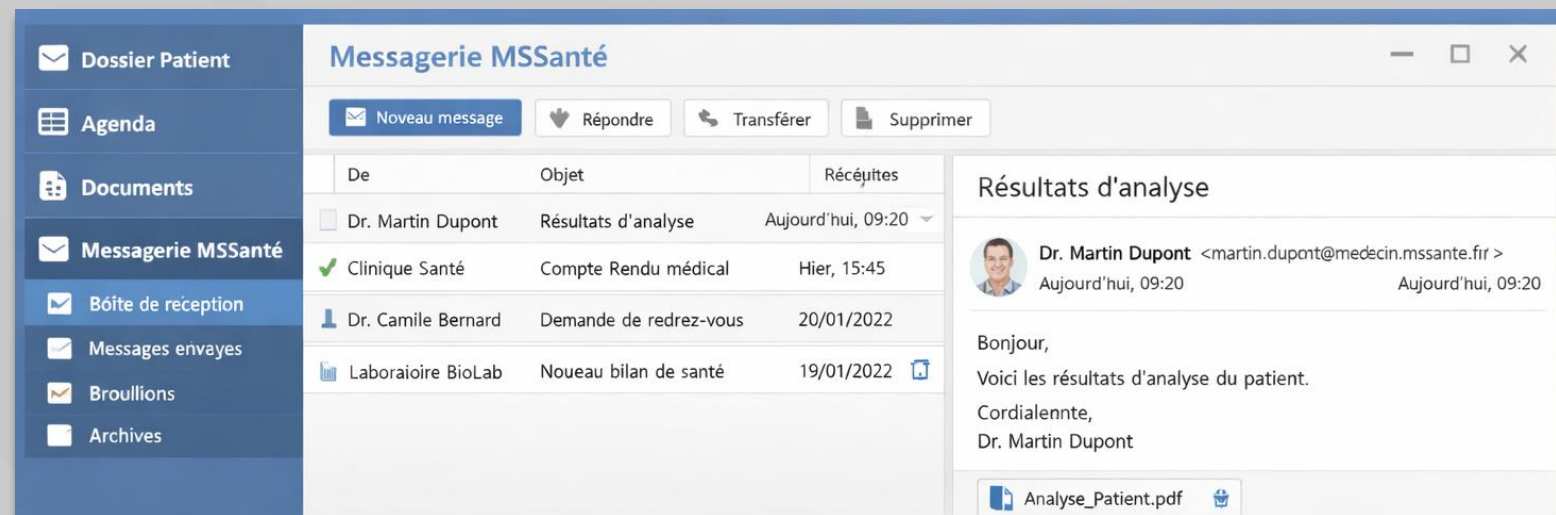 Dossier Patient
Agenda
Documents
Messagerie MSSanté
Bóite de reception
Messages envayes
Broullions
Archives
Messagerie MSSanté
Noveau message
Répondre
Transférer
Supprimer
De Objet Récéuttes
Dr. Martin Dupont Résultats d'analyse Aujourd'hui, 09:20
Clinique Santé Compte Rendu médical Hier, 15:45
Dr. Camile Bernard Demande de redrez-vous 20/01/2022
Laboraioire BioLab Noueau bilan de santé 19/01/2022
Résultats d'analyse
Dr. Martin Dupont <martin.dupont@medecin.mssante.fır >
Aujourd'hui, 09:20 Aujourd'hui, 09:20
Bonjour,
Voici les résultats d'analyse du patient.
Cordialennte,
Dr. Martin Dupont
Analyse_Patient.pdf